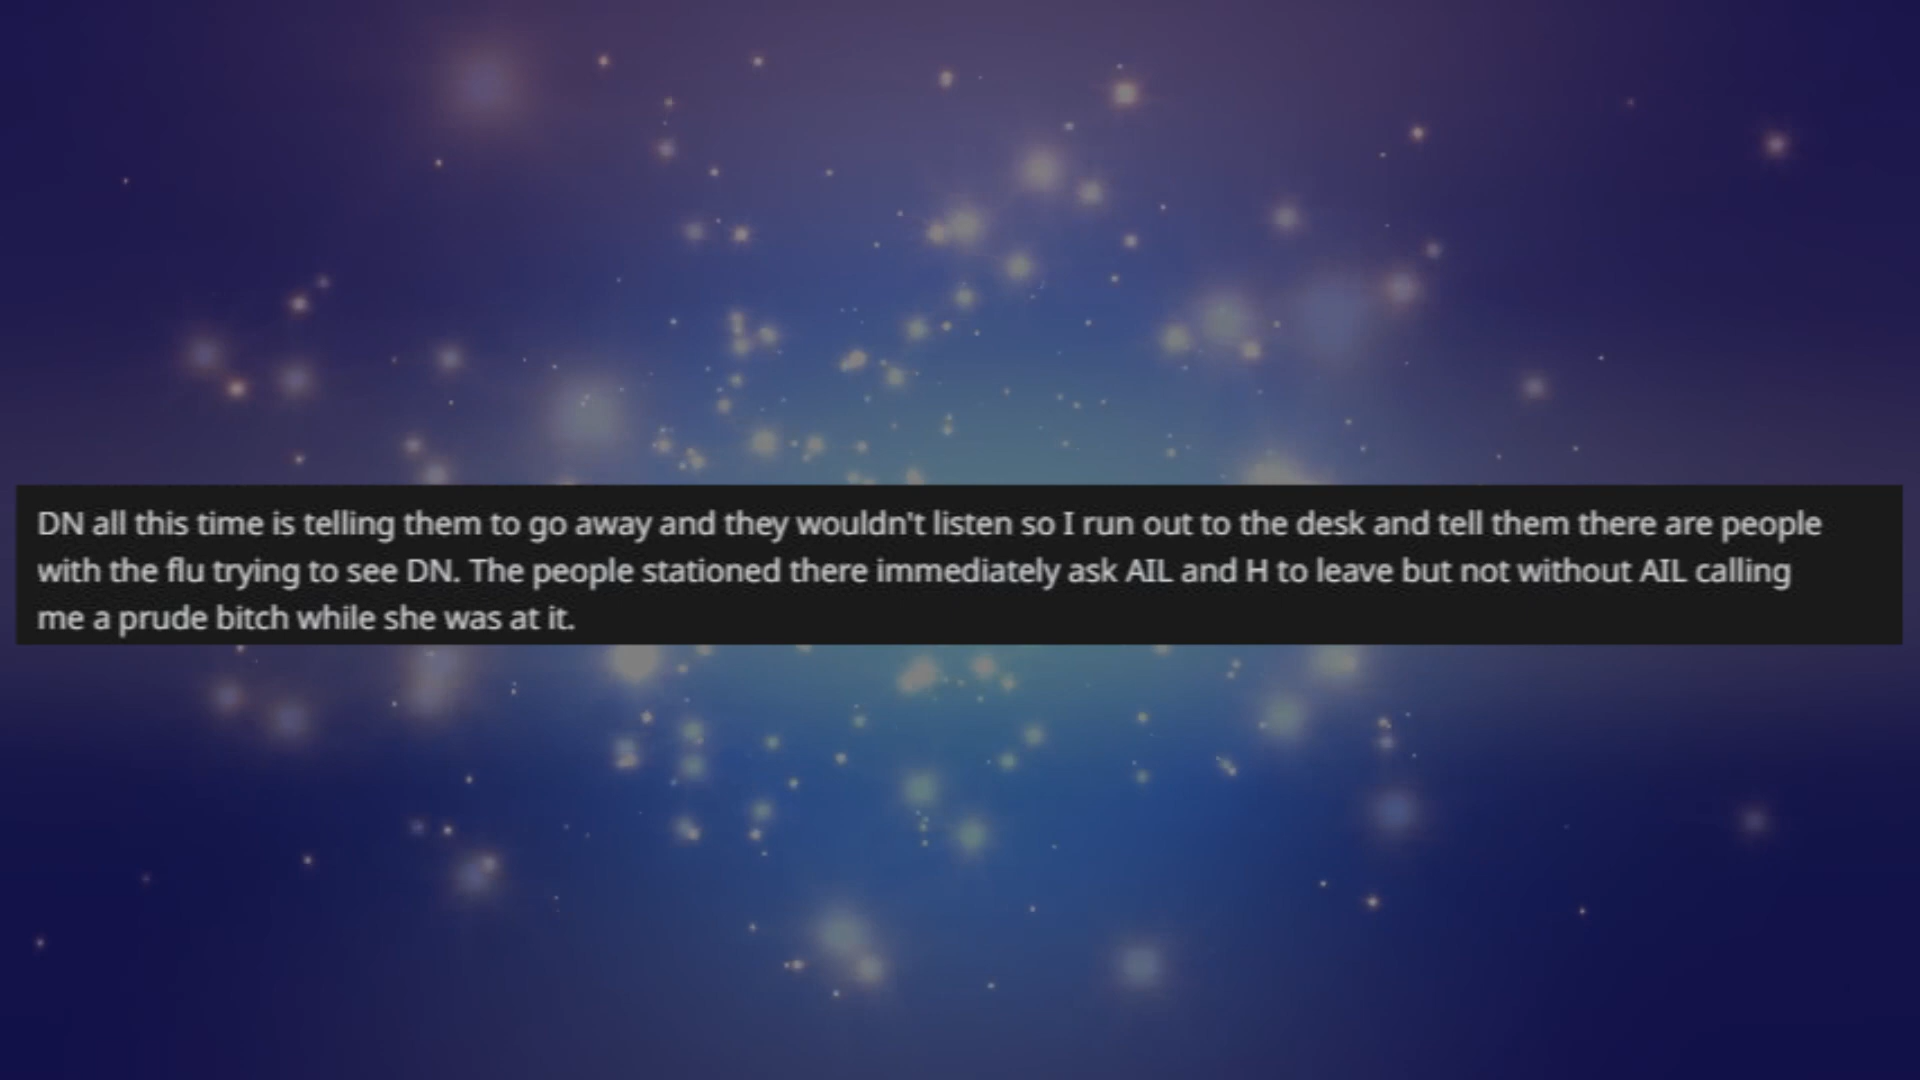 DN all this time is telling them to go away and they wouldn't listen so I run out to the desk and tell them there are people
with the flu trying to see DN. The people stationed there immediately ask AIL and H to leave but not without AIL calling
me a prude bitch while she was at it.